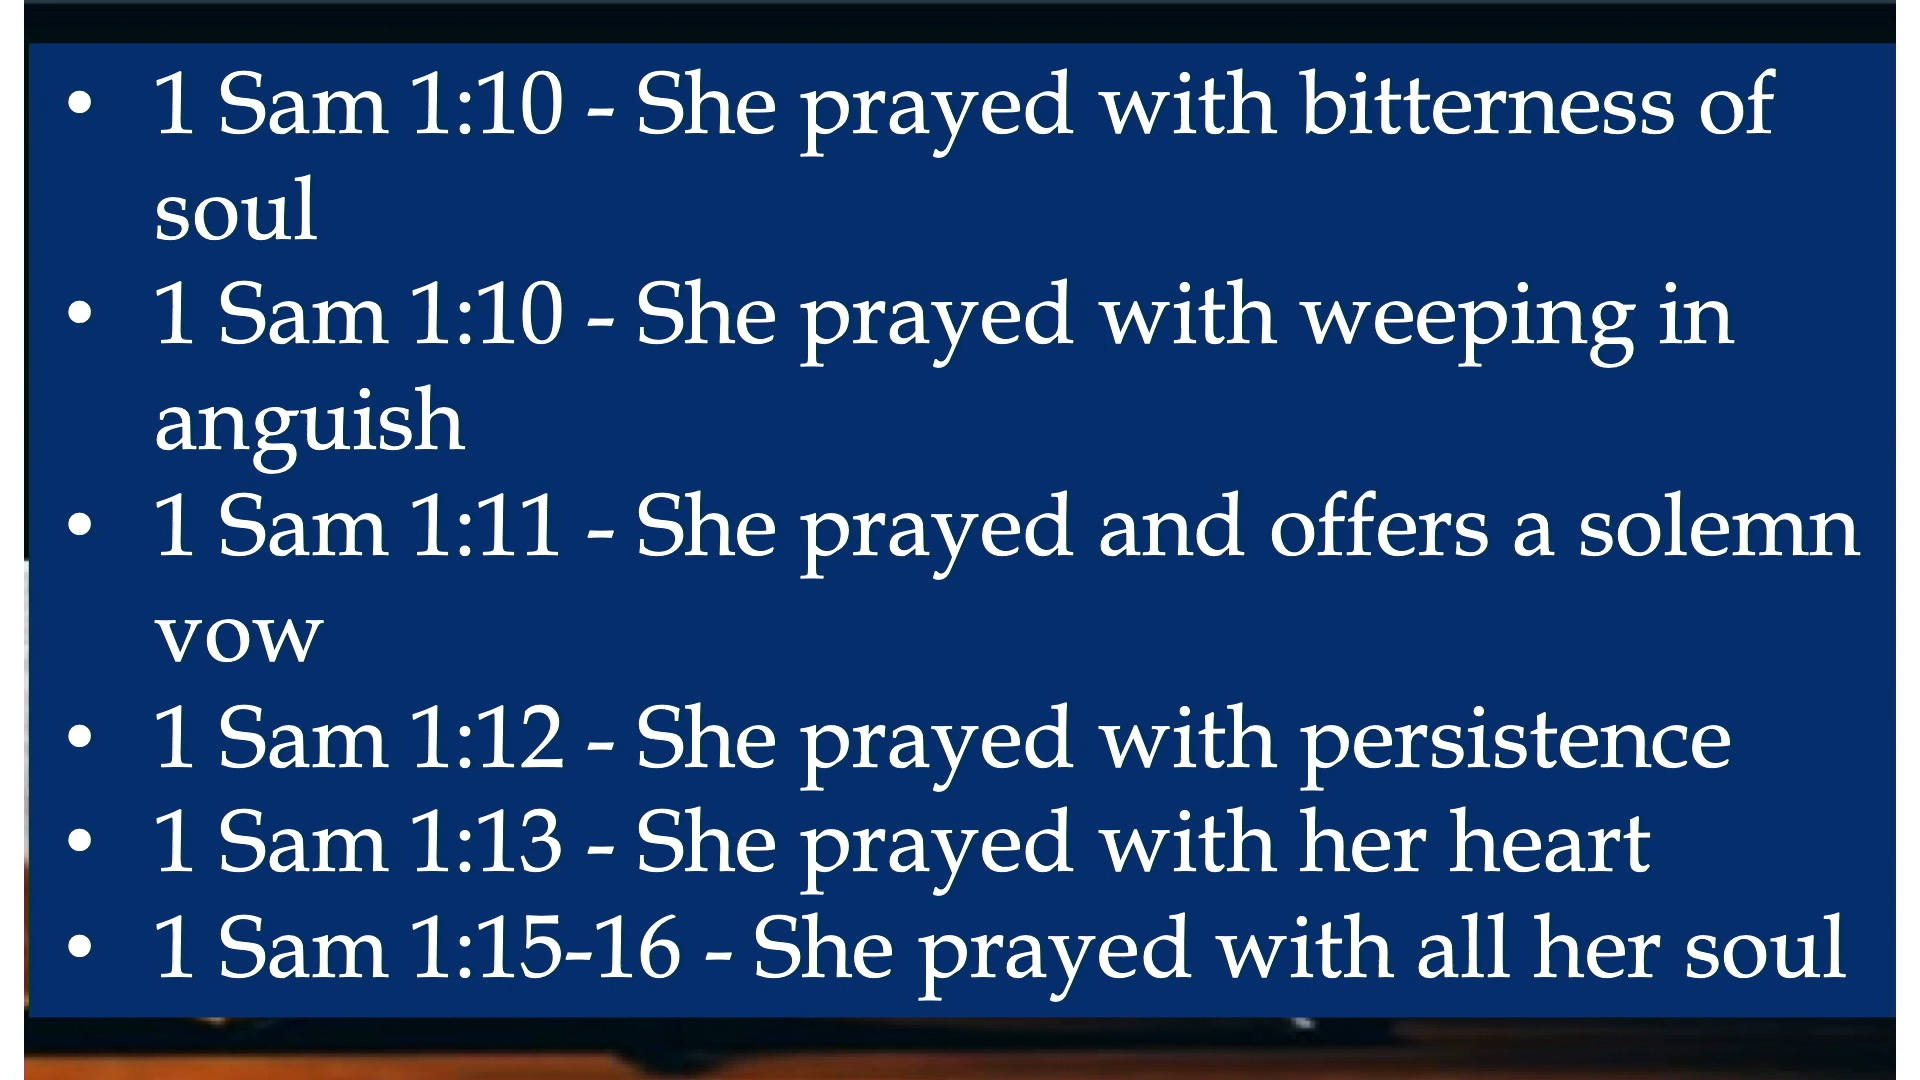 • 1 Sam 1:10 - She prayed with bitterness of
soul
• 1 Sam 1:10 - She prayed with weeping in
anguish
• 1 Sam 1:11 - She prayed and offers a solemn
vow
• 1 Sam 1:12 - She prayed with persistence
• 1 Sam 1:13 - She prayed with her heart
• 1 Sam 1:15-16 - She prayed with all her soul